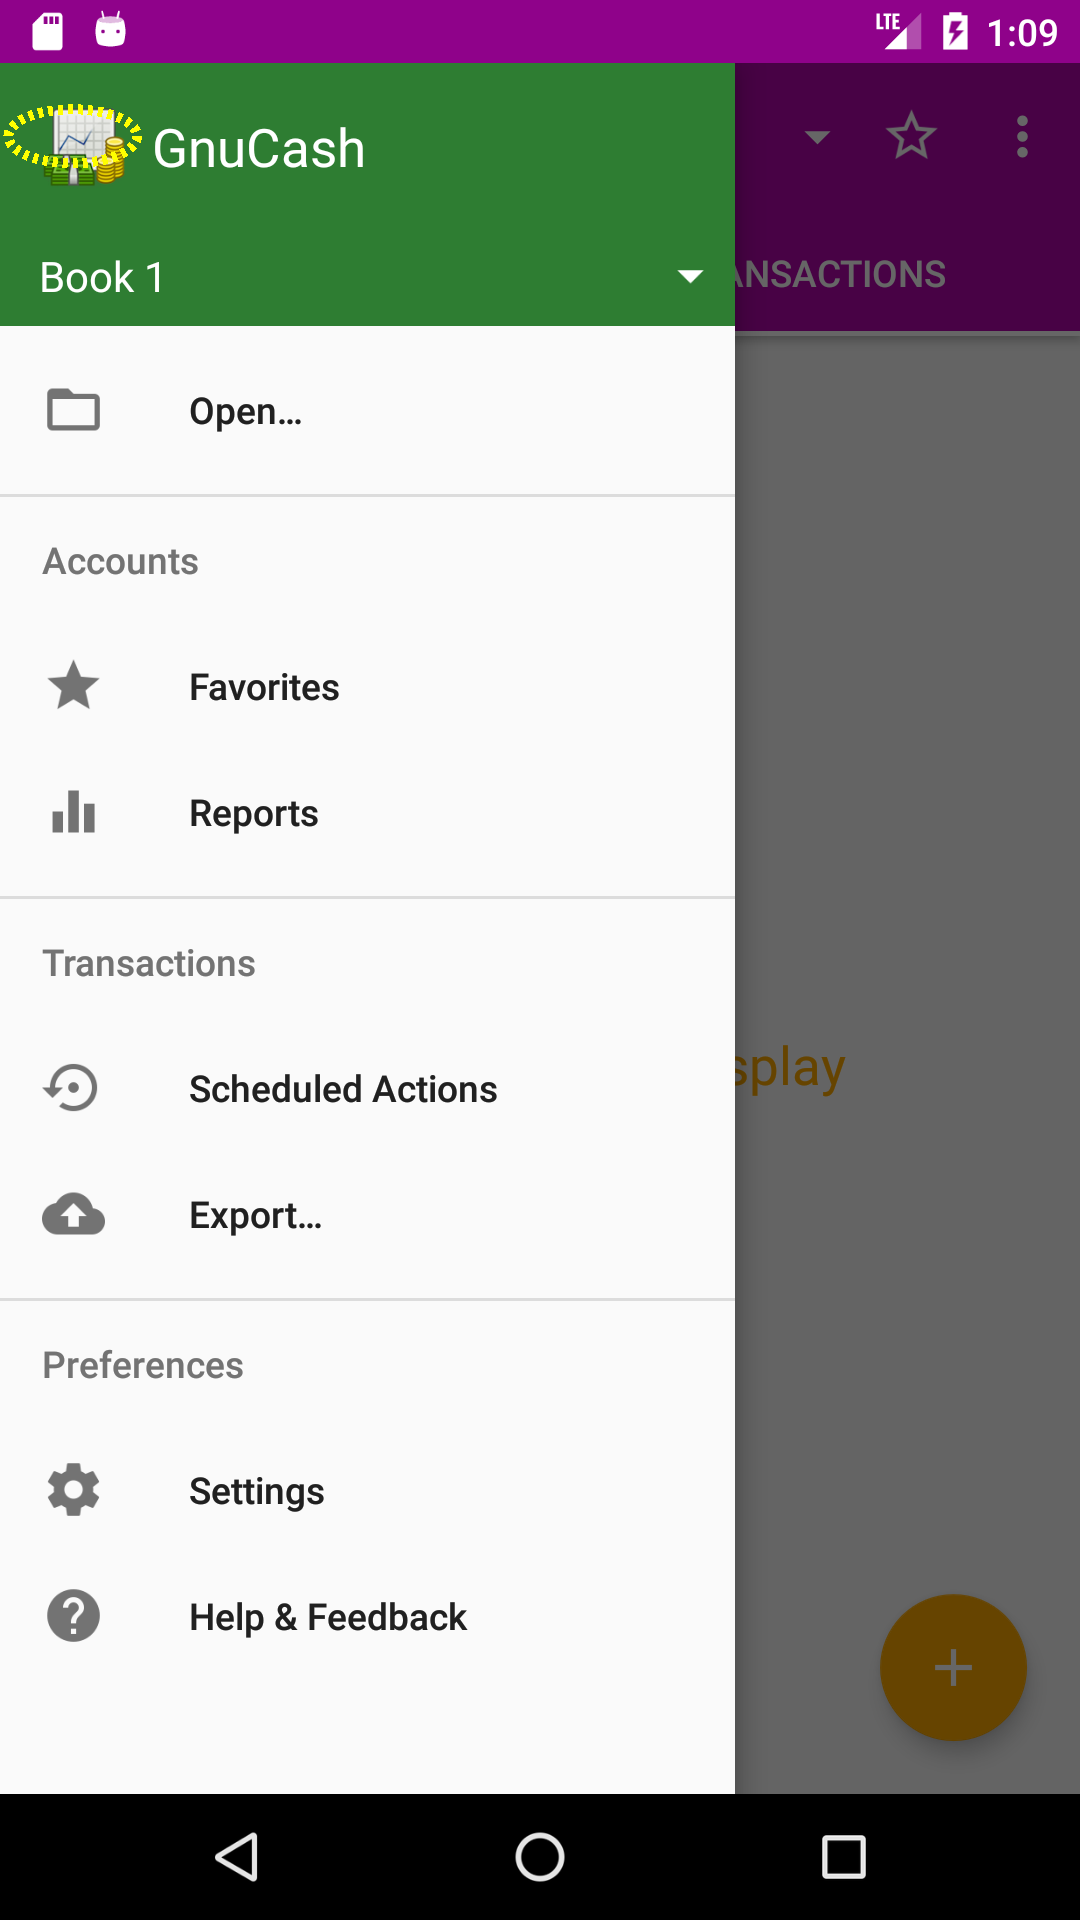 LTE 1:09
GnuCash
Book 1
ANSACTIONS
Open...
Accounts
Favorites
Reports
Transactions
splay
Scheduled Actions
Export...
Preferences
Settings
Help & Feedback